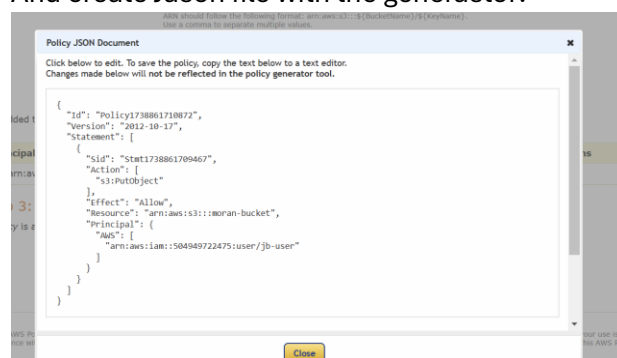 And create Jason file with the generactor:
ARN should follow the following format: arn:aws:s3:::${BucketName}/${KeyName}.
Use a comma to separate multiple values.
Policy JSON Document
Click below to edit. To save the policy, copy the text below to a text editor.
Changes made below will not be reflected in the policy generator tool.
{
"Id": "Policy1738861710872",
"Version": "2012-10-17",
"Statement": [
{
"Sid": "Stmt1738861709467",
"Action": [
"s3:PutObject"
],
"Effect": "Allow",
"Resource": "arn:aws:s3:::moran-bucket",
"Principal": {
"AWS": [
"arn:aws:iam::504949722475:user/jb-user"
]
}
}
]
}
Close